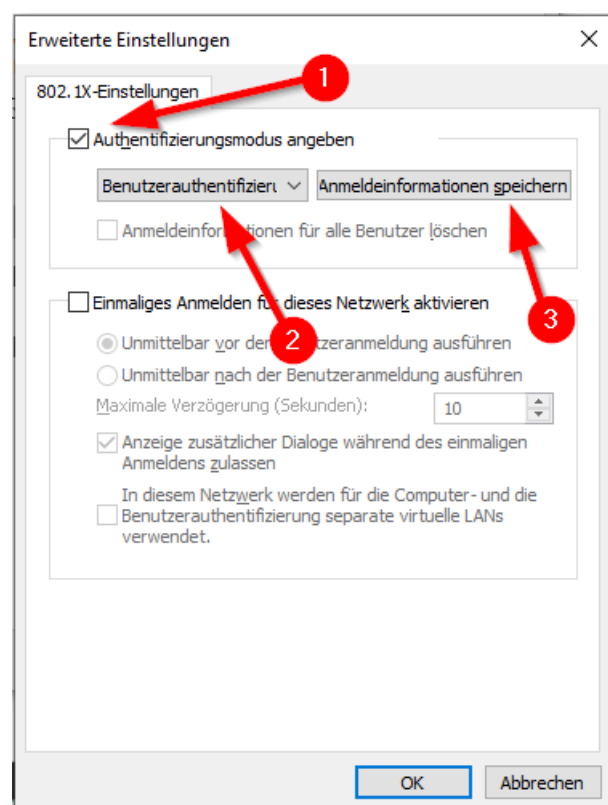 Erweiterte Einstellungen
1
802.1X-Einstellungen
Authentifizierungsmodus angeben
Anmeldeinformationen speichern
für alle Benutzer löschen
Einmaliges Anmelden für dieses Netzwerk aktivieren
2
3
Unmittelbar vor der ausführen
Unmittelbar nach der Benutzeranmeldung ausführen
Maximale Verzögerung (Sekunden):
10
Anzeige zusätzlicher Dialoge während des einmaligen
Anmeldens zulassen
In diesem Netzwerk werden für die Computer- und die
Benutzerauthentifizierung separate virtuelle LANs
verwendet.
OK
Abbrechen